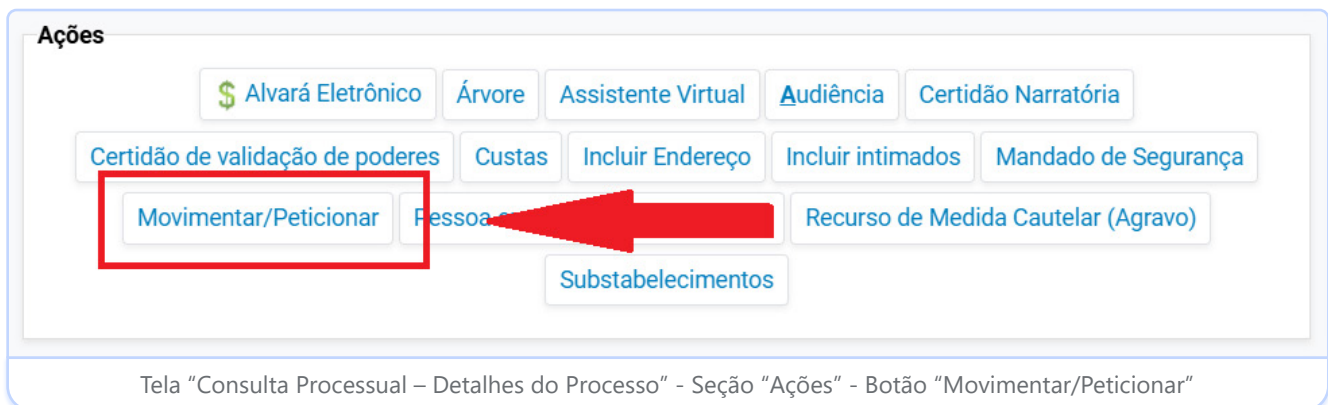 Ações
$ Alvará Eletrônico Árvore Assistente Virtual Audiência Certidão Narratória
Certidão de validação de poderes Custas Incluir Endereço Incluir intimados Mandado de Segurança
Movimentar/Peticionar Pessoa Recurso de Medida Cautelar (Agravo)
Substabelecimentos
Tela “Consulta Processual – Detalhes do Processo” - Seção “Ações” - Botão “Movimentar/Peticionar”